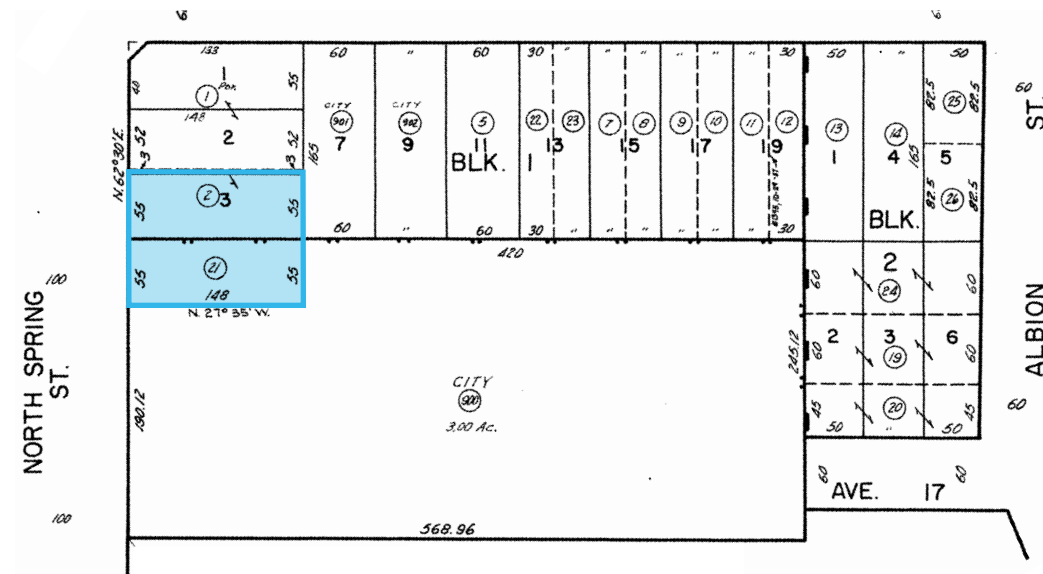 133 60 " 60 30 " " " " 30 50 " 50
40 1 Por. 55 82.5 25 82.5 60
1 148 CITY CITY ST.
N.62°30'E. 52 2 52 901 902 5 22 23 7 8 9 10 11 12 13 14
3 3 7 9 11 13 15 17 19 1 4 165 5
165 BLK. 1
55 2 3 55 82.5 26 82.5
60 " 60 30 " " " " " 30 BLK.
420
55 21 55 2
100 148 60 24 60
N. 27° 35' W.
NORTH SPRING ST. 245.12 2 3 6 ALBION
60 19 60
CITY
190.12 900 45 20 45 60
3.00 Ac. 50 " 50
60 60
AVE. 17
100
568.96